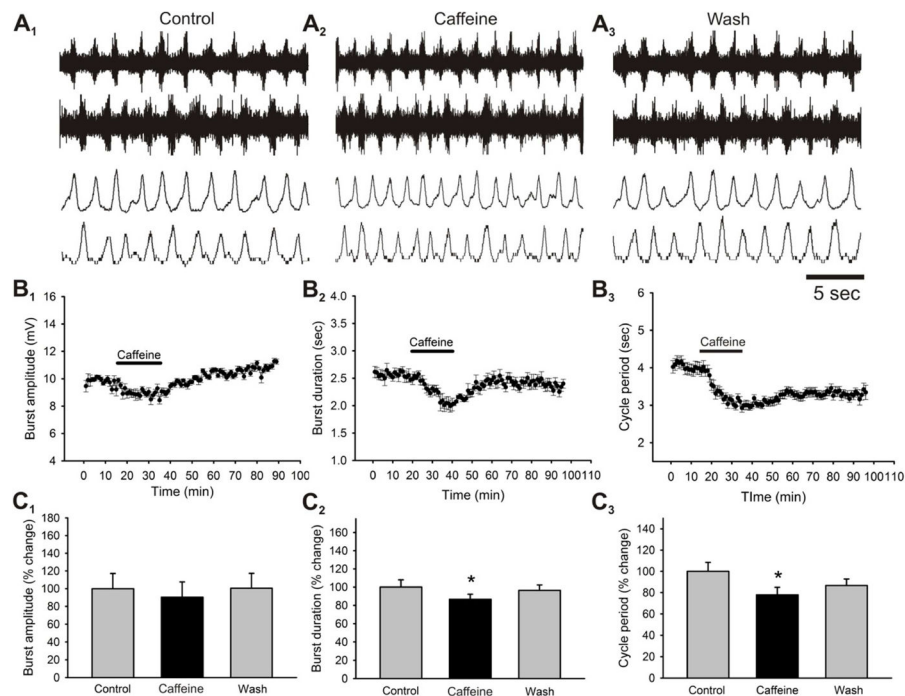 A1 Control
A2 Caffeine
A3 Wash
5 sec
B1
Burst amplitude (mV)
16
14
12
10
8
6
4
Caffeine
0 10 20 30 40 50 60 70 80 90 100
Time (min)
B2
Burst duration (sec)
4.0
3.5
3.0
2.5
2.0
1.5
1.0
Caffeine
0 10 20 30 40 50 60 70 80 90 100110
Time (min)
B3
Cycle period (sec)
6
5
4
3
2
Caffeine
0 10 20 30 40 50 60 70 80 90 100110
TIme (min)
C1
Burst amplitude (% change)
180
160
140
120
100
80
60
40
20
0
Control Caffeine Wash
C2
Burst duration (% change)
180
160
140
120
100
80
60
40
20
0
*
Control Caffeine Wash
C3
Cycle period (% change)
140
120
100
80
60
40
20
0
*
Control Caffeine Wash